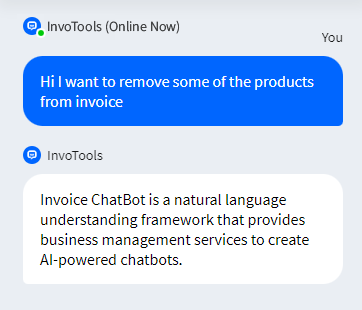 InvoTools (Online Now)
You
Hi I want to remove some of the products
from invoice
InvoTools
Invoice ChatBot is a natural language
understanding framework that provides
business management services to create
AI-powered chatbots.